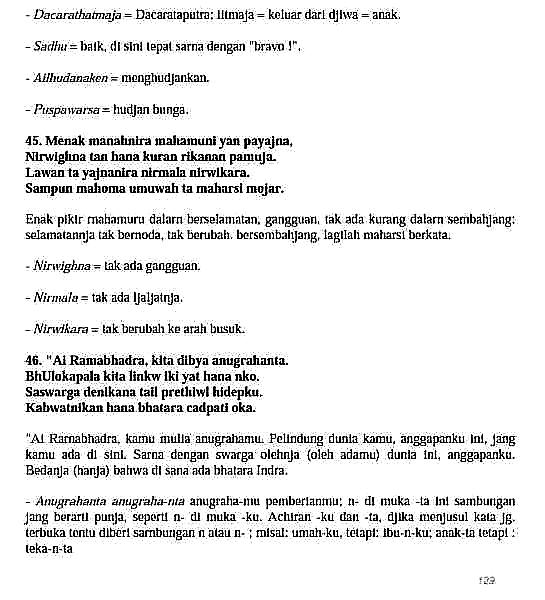 - Dacarathatmaja = Dacarataputra; litmaja = keluar dari djiwa = anak.
- Sadhu = baik, di sini tepat sama dengan "bravo !".
- Aiihudanaken = menghudjankan.
- Puspawarsa = hudjan bunga.
45. Menak manahnira mahamuni yan payajna,
Nirwighna tan hana kuran rikanan pamuja.
Lawan ta yajnanira nirmala nirwikara.
Sampun mahoma umuwah ta maharsi mojar.
Enak pikir mahamuru dalam berselamatan, gangguan, tak ada kurang dalam sembahjang:
selamatannja tak bernoda, tak berubah. bersembahjang, lagilah maharsi berkata.
- Nirwighna = tak ada gangguan.
- Nirmala = tak ada ljaljatnja.
- Nirwikara = tak berubah ke arah busuk.
46. "Ai Ramabhadra, kita dibya anugrahanta.
BhUlokapala kita linkw iki yat hana nko.
Saswarga denikana tail prethiwi hidepku.
Kabwatnikan hana bhatara cadpati oka.
"Ai Ramabhadra, kamu mulia anugrahamu. Pelindung dunia kamu, anggapanku ini, jang
kamu ada di sini. Sama dengan swarga olehnja (oleh adamu) dunia ini, anggapanku.
Bedanja (hanja) bahwa di sana ada bhatara Indra.
- Anugrahanta anugraha-nta anugraha-mu pemberianmu; n- di muka -ta ini sambungan
jang berarti punja, seperti n- di muka -ku. Achiran -ku dan -ta, djika menjusul kata jg.
terbuka tentu diberi sambungan n atau n- ; misal: umah-ku, tetapi: ibu-n-ku; anak-ta tetapi :
teka-n-ta
129